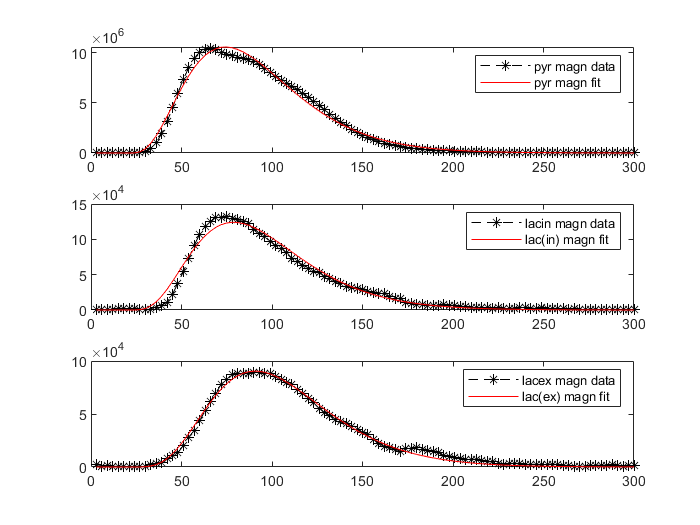 ×10^6
10
5
0
pyr magn data
pyr magn fit
0 50 100 150 200 250 300
×10^4
15
10
5
0
lacin magn data
lac(in) magn fit
0 50 100 150 200 250 300
×10^4
10
5
0
lacex magn data
lac(ex) magn fit
0 50 100 150 200 250 300